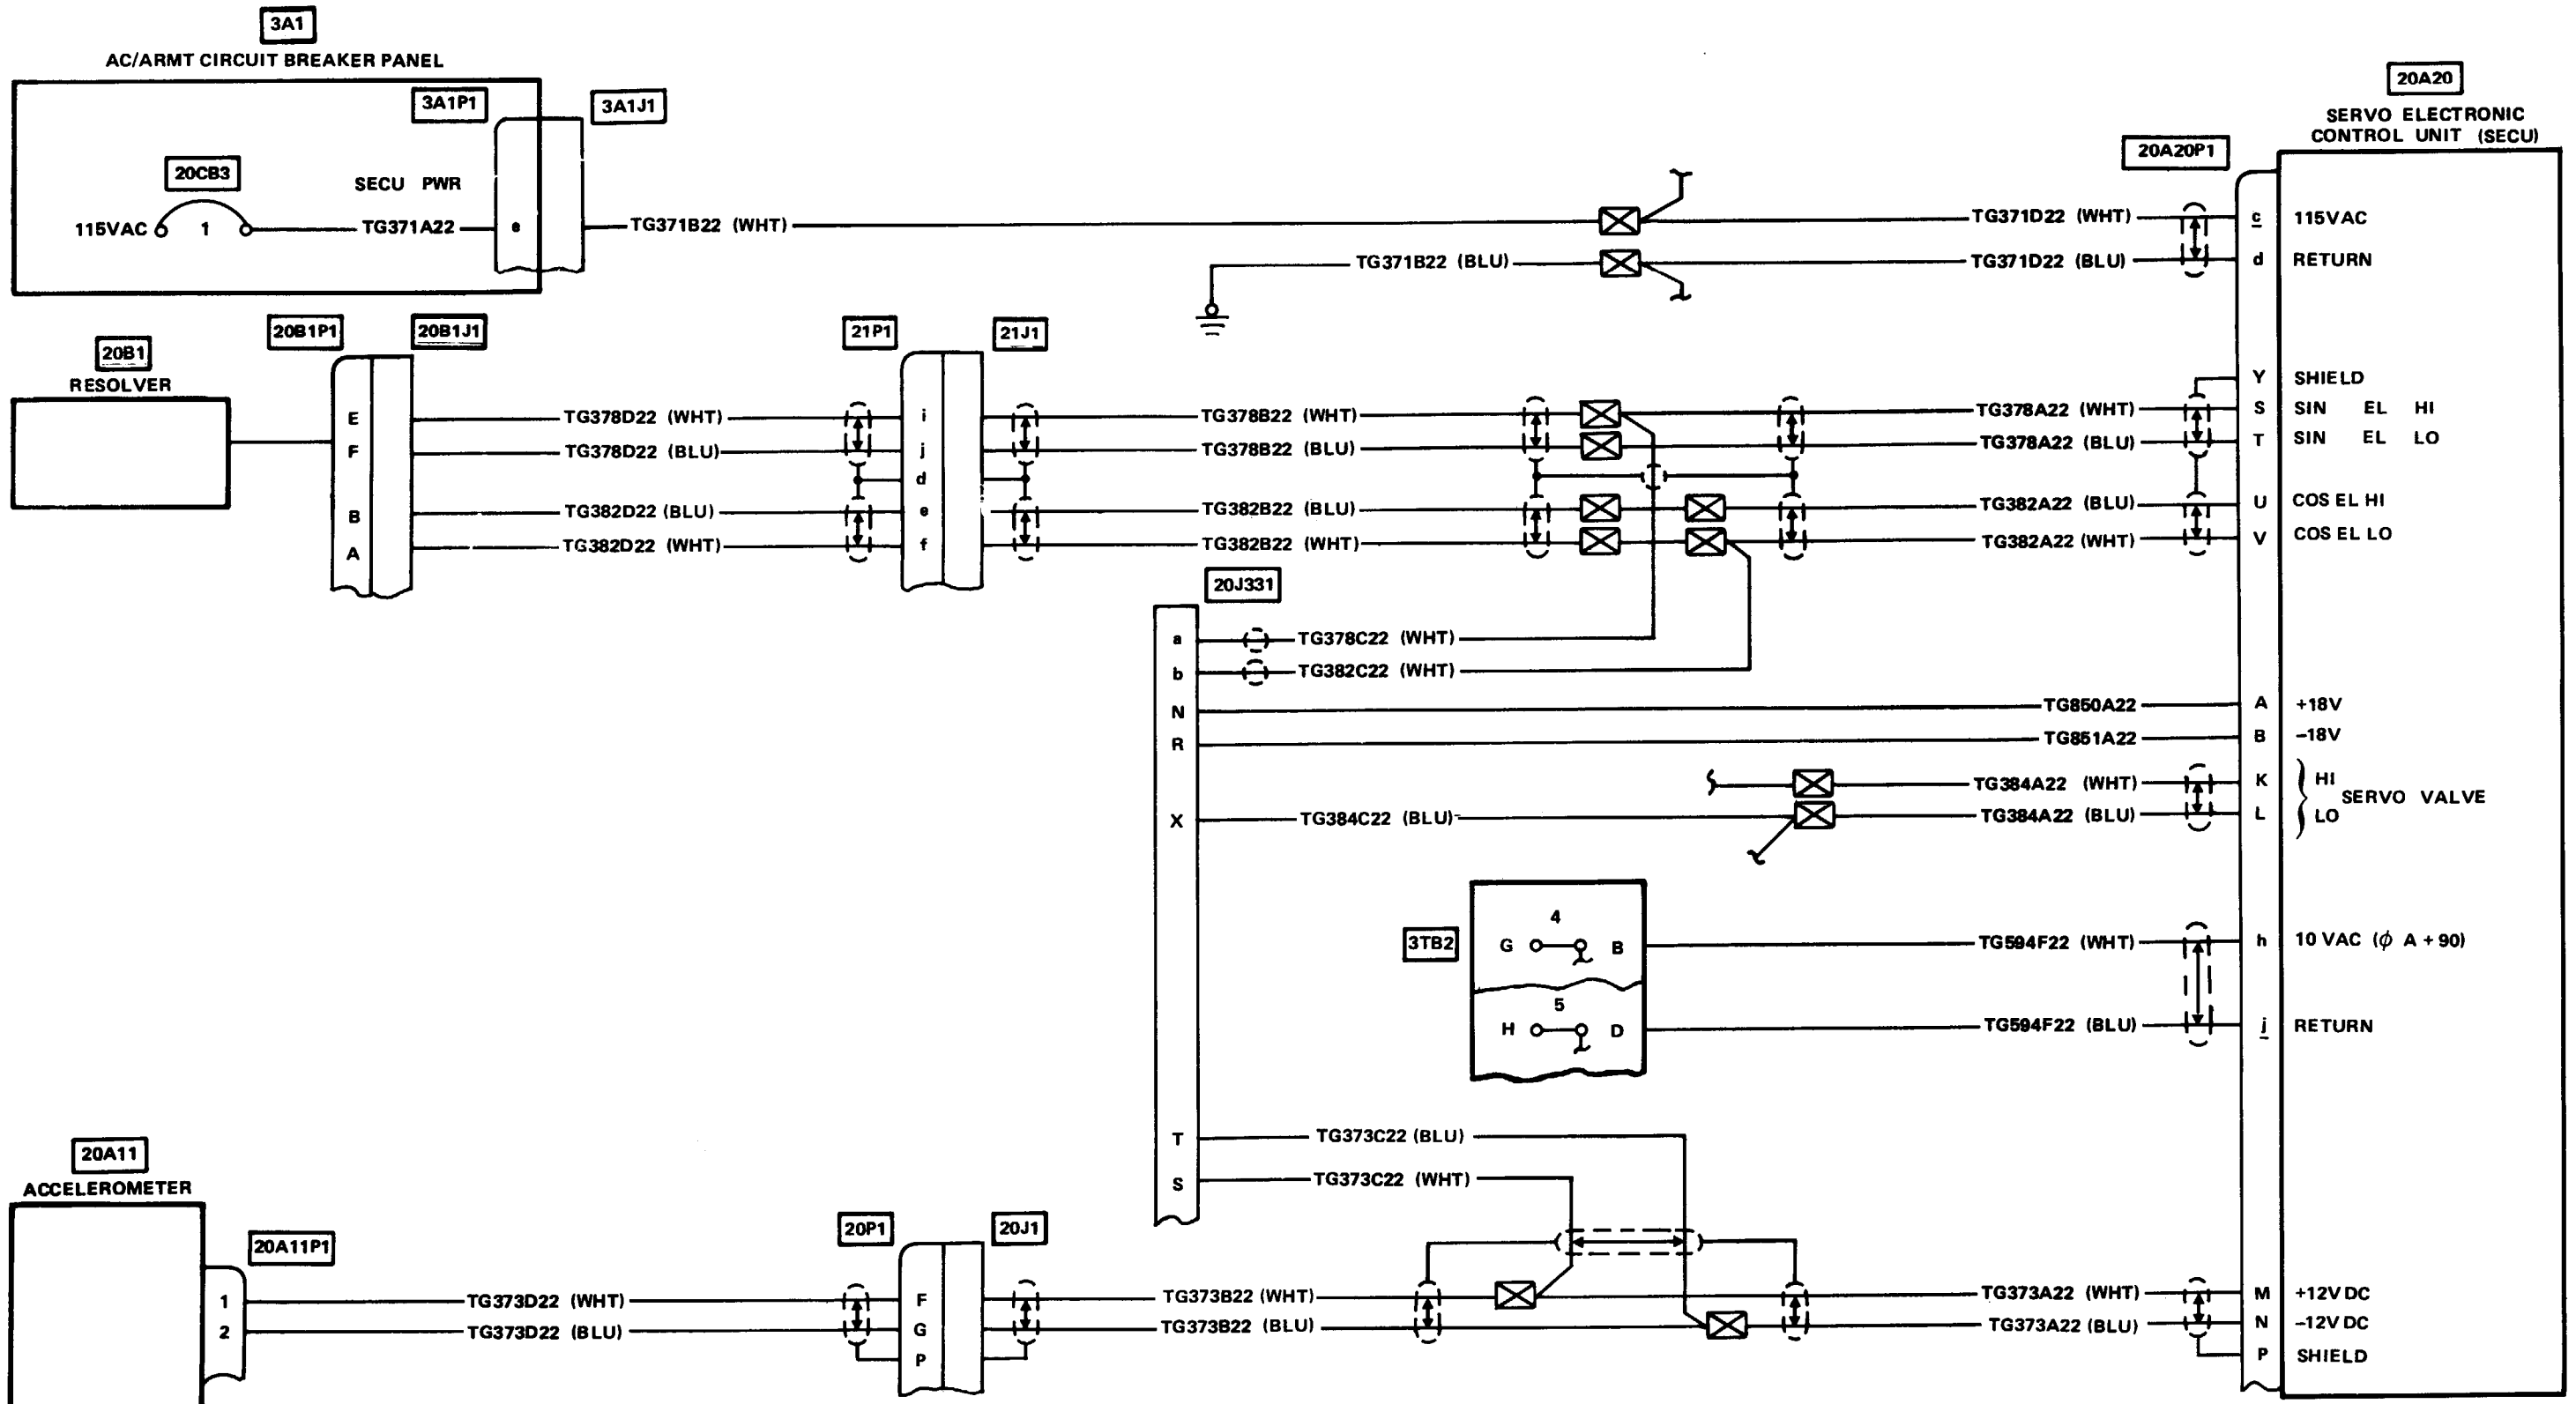 3A1
AC/ARMT CIRCUIT BREAKER PANEL
3A1P1
3A1J1
20CB3
SECU PWR
115VAC
1
TG371A22
e
TG371B22 (WHT)
TG371B22 (BLU)
20A20
SERVO ELECTRONIC
CONTROL UNIT (SECU)
20A20P1
TG371D22 (WHT)
c
115VAC
TG371D22 (BLU)
d
RETURN
20B1
RESOLVER
20B1P1
20B1J1
21P1
21J1
E
TG378D22 (WHT)
i
TG378B22 (WHT)
F
TG378D22 (BLU)
j
TG378B22 (BLU)
d
B
TG382D22 (BLU)
e
TG382B22 (BLU)
A
TG382D22 (WHT)
f
TG382B22 (WHT)
Y
SHIELD
TG378A22 (WHT)
S
SIN EL HI
TG378A22 (BLU)
T
SIN EL LO
TG382A22 (BLU)
U
COS EL HI
TG382A22 (WHT)
V
COS EL LO
20J331
a
TG378C22 (WHT)
b
TG382C22 (WHT)
N
TG850A22
A
+18V
R
TG851A22
B
-18V
TG384A22 (WHT)
K
HI
SERVO VALVE
X
TG384C22 (BLU)
TG384A22 (BLU)
L
LO
3TB2
4
G
B
TG594F22 (WHT)
h
10 VAC (ϕ A + 90)
5
H
D
TG594F22 (BLU)
j
RETURN
T
TG373C22 (BLU)
S
TG373C22 (WHT)
20A11
ACCELEROMETER
20A11P1
20P1
20J1
1
TG373D22 (WHT)
F
TG373B22 (WHT)
TG373A22 (WHT)
M
+12V DC
2
TG373D22 (BLU)
G
TG373B22 (BLU)
TG373A22 (BLU)
N
-12V DC
P
P
SHIELD